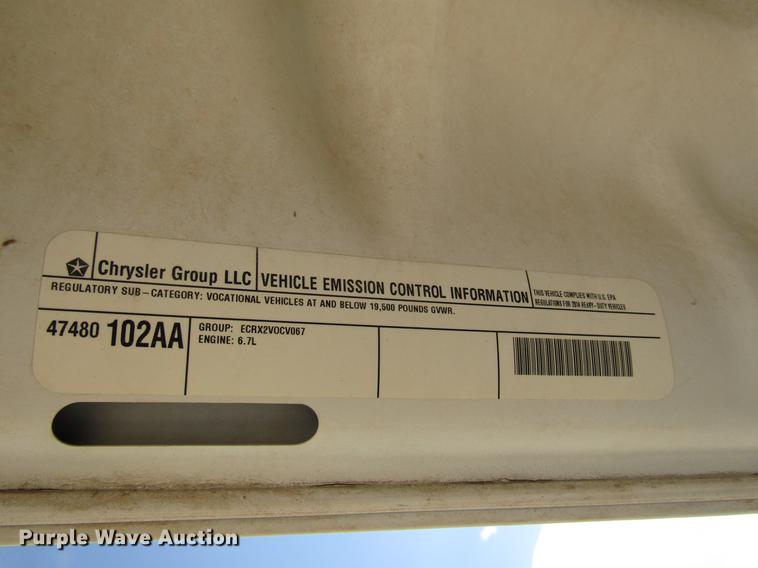 Chrysler Group LLC
VEHICLE EMISSION CONTROL INFORMATION
THIS VEHICLE COMPLIES WITH U.S. EPA
REGULATIONS FOR 2014 HEAVY-DUTY VEHICLES
REGULATORY SUB-CATEGORY: VOCATIONAL VEHICLES AT AND BELOW 19,500 POUNDS GVWR.
47480 102AA
GROUP: ECRX2VOCV067
ENGINE: 6.7L
Purple Wave Auction